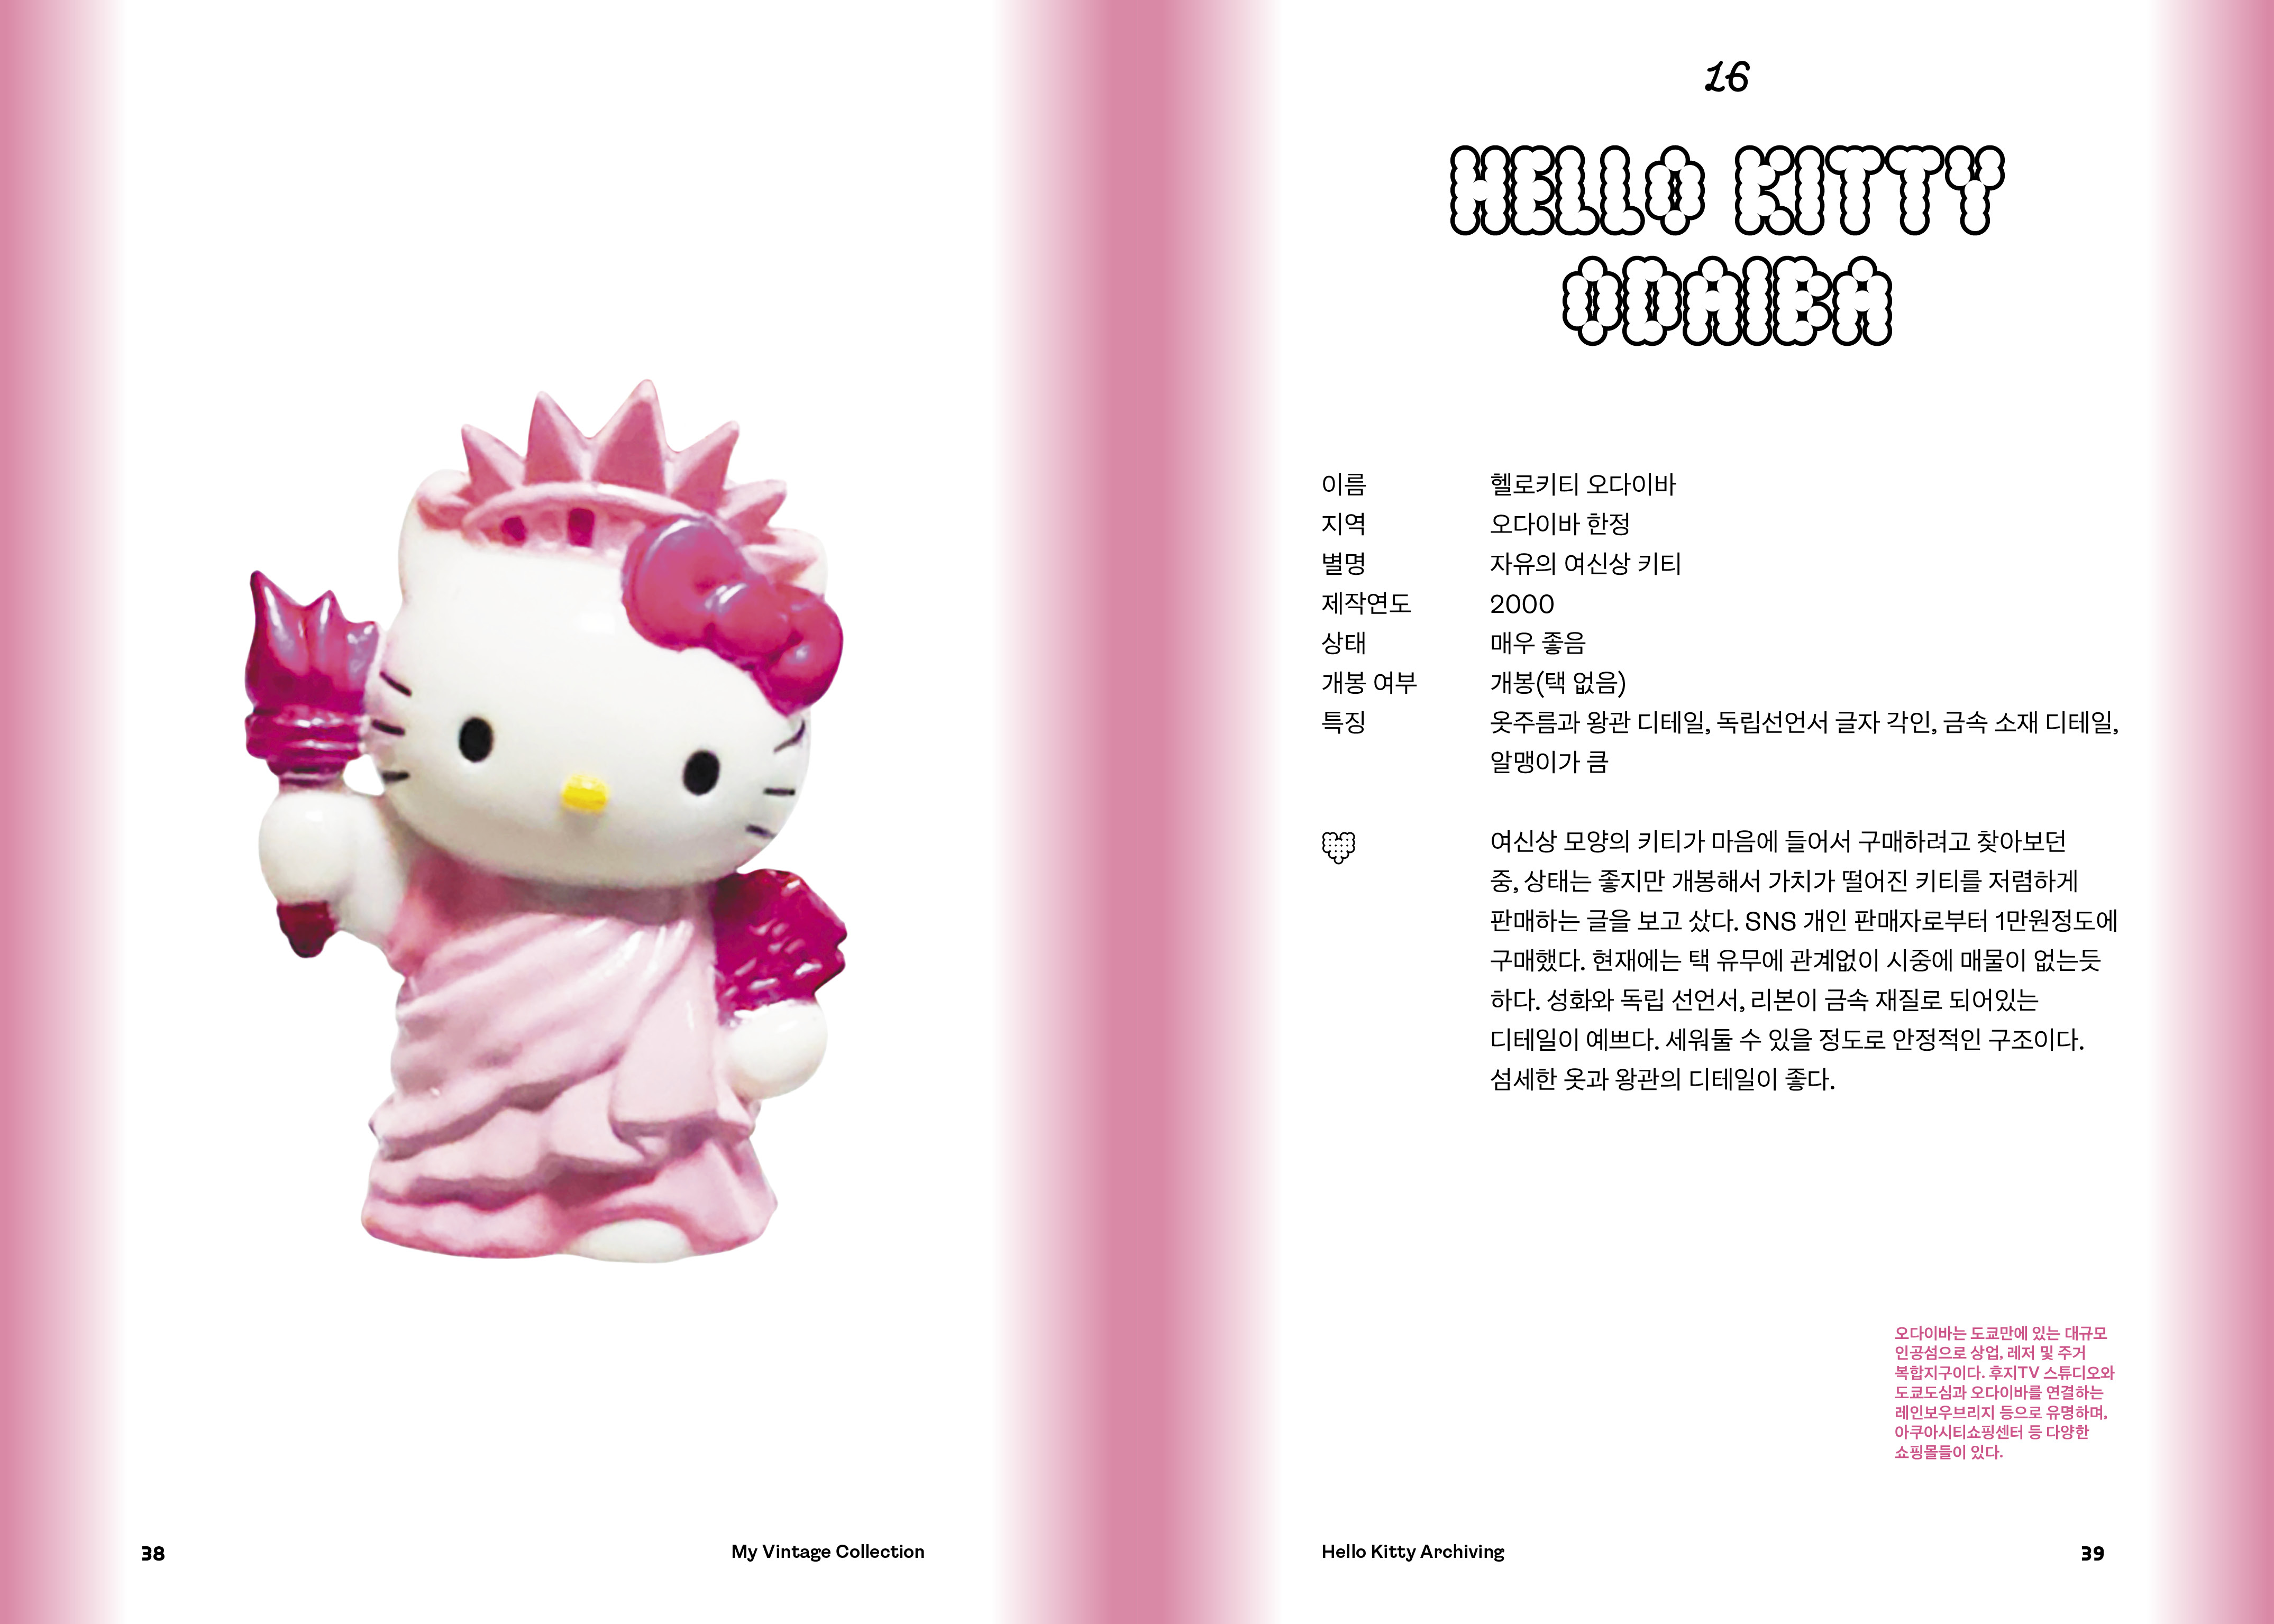 38
My Vintage Collection
16
HELLO KITTY
ODAIBA
이름 헬로키티 오다이바
지역 오다이바 한정
별명 자유의 여신상 키티
제작연도 2000
상태 매우 좋음
개봉 여부 개봉(택 없음)
특징 옷주름과 왕관 디테일, 독립선언서 글자 각인, 금속 소재 디테일,
알맹이가 큼
여신상 모양의 키티가 마음에 들어서 구매하려고 찾아보던
중, 상태는 좋지만 개봉해서 가치가 떨어진 키티를 저렴하게
판매하는 글을 보고 샀다. SNS 개인 판매자로부터 1만원정도에
구매했다. 현재에는 택 유무에 관계없이 시중에 매물이 없는듯
하다. 성화와 독립 선언서, 리본이 금속 재질로 되어있는
디테일이 예쁘다. 세워둘 수 있을 정도로 안정적인 구조이다.
섬세한 옷과 왕관의 디테일이 좋다.
오다이바는 도쿄만에 있는 대규모
인공섬으로 상업, 레저 및 주거
복합지구이다. 후지TV 스튜디오와
도쿄도심과 오다이바를 연결하는
레인보우브리지 등으로 유명하며,
아쿠아시티쇼핑센터 등 다양한
쇼핑몰들이 있다.
Hello Kitty Archiving
39